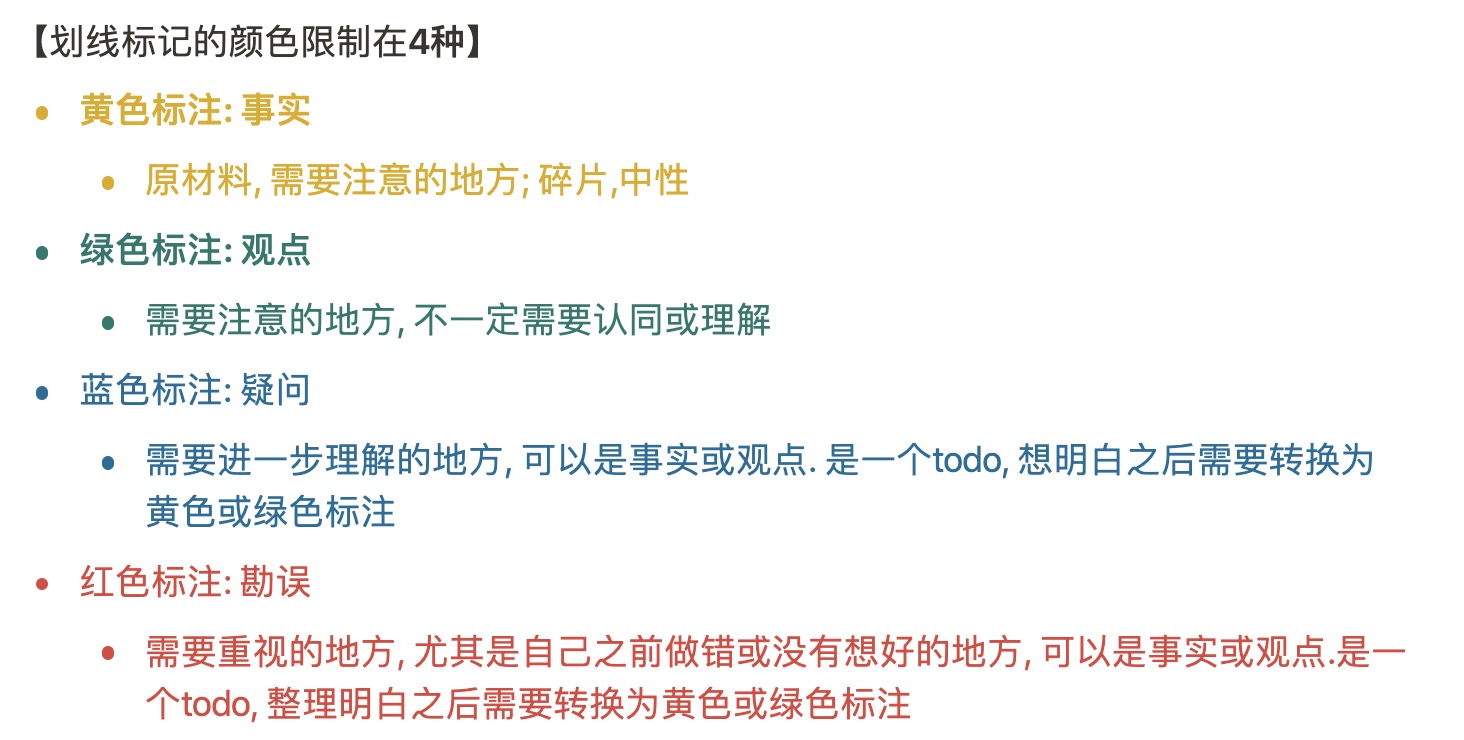 【划线标记的颜色限制在4种】
• 黄色标注: 事实
• 原材料, 需要注意的地方; 碎片,中性
• 绿色标注: 观点
• 需要注意的地方, 不一定需要认同或理解
• 蓝色标注: 疑问
• 需要进一步理解的地方, 可以是事实或观点. 是一个todo, 想明白之后需要转换为
黄色或绿色标注
• 红色标注: 勘误
• 需要重视的地方, 尤其是自己之前做错或没有想好的地方, 可以是事实或观点.是一
个todo, 整理明白之后需要转换为黄色或绿色标注